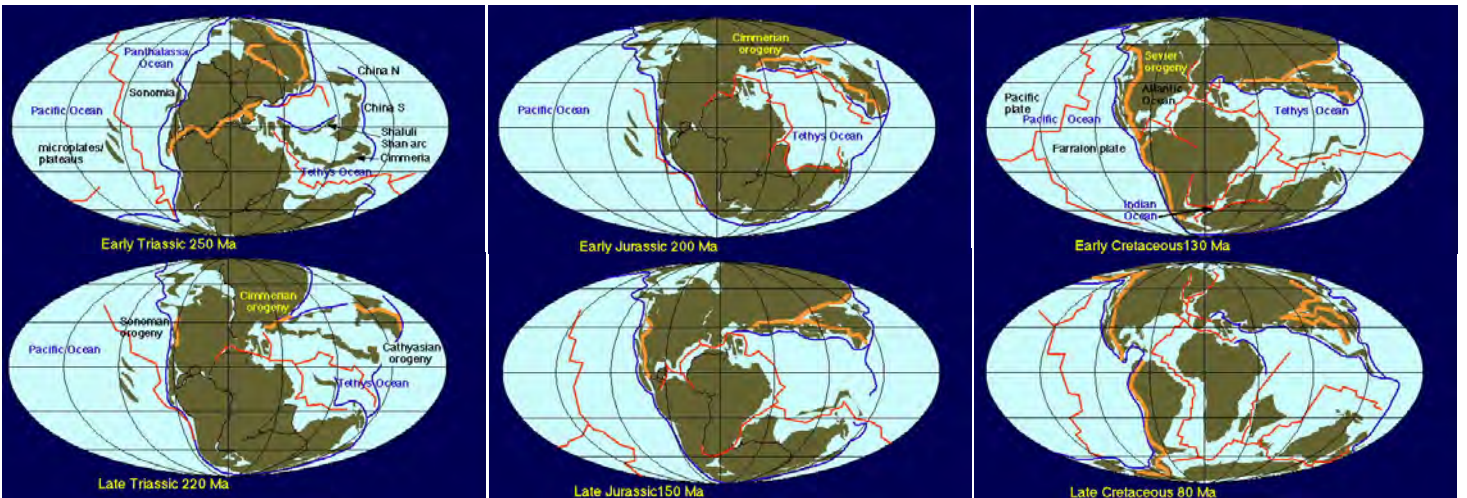 Panthalassa
Ocean
China N
Sonomia
Pacific Ocean
China S
microplates/
plateaus
Shaluli
Shan arc
Cimmeria
Tethys Ocean
Early Triassic 250 Ma
Cimmerian
orogeny
Pacific Ocean
Tethys Ocean
Early Jurassic 200 Ma
Sevier
orogeny
Atlantic
Ocean
Pacific
plate
Pacific Ocean
Tethys Ocean
Farralon plate
Indian
Ocean
Early Cretaceous130 Ma
Cimmerian
orogeny
Sonoman
orogeny
Pacific Ocean
Cathyasian
orogeny
Tethys Ocean
Late Triassic 220 Ma
Late Jurassic150 Ma
Late Cretaceous 80 Ma